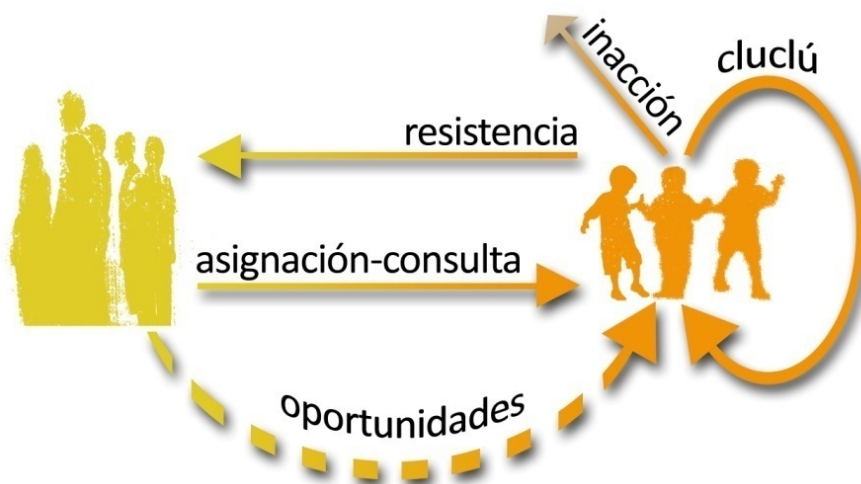 inacción
cluclú
resistencia
asignación-consulta
oportunidades